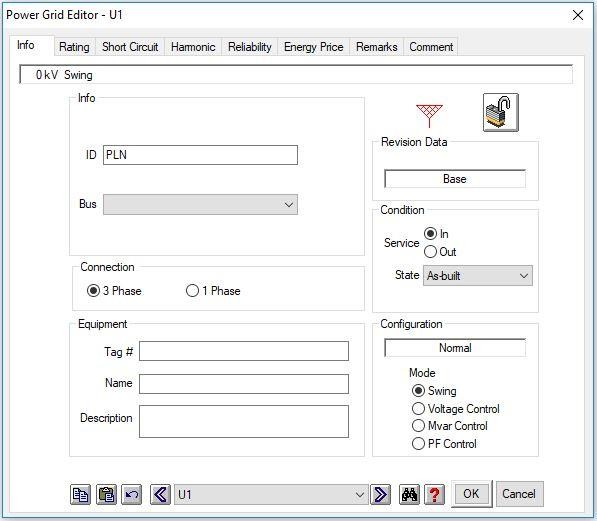 Power Grid Editor - U1
Info Rating Short Circuit Harmonic Reliability Energy Price Remarks Comment
0 kV Swing
Info
ID PLN
Bus
Revision Data
Base
Condition
Service In
Out
State As-built
Connection
3 Phase 1 Phase
Equipment
Tag #
Name
Description
Configuration
Normal
Mode
Swing
Voltage Control
Mvar Control
PF Control
U1 ? OK Cancel